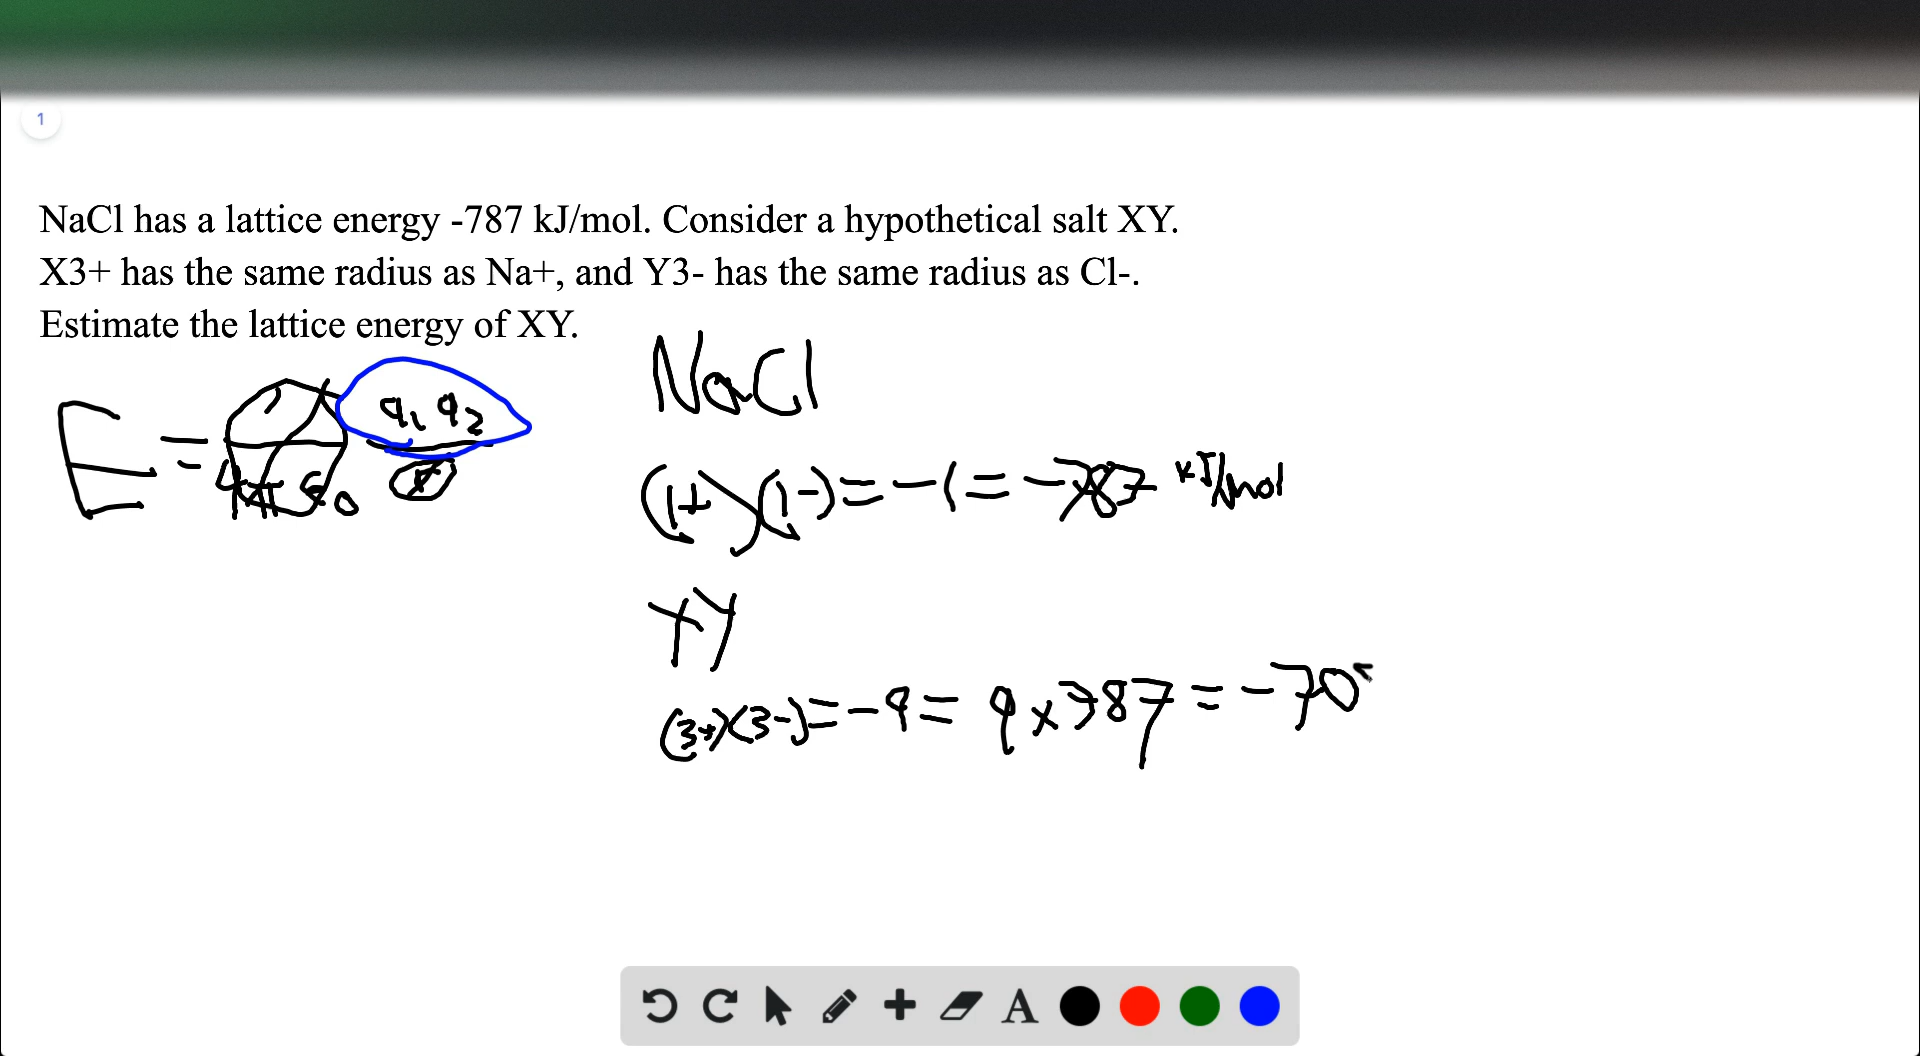 1
NaCl has a lattice energy -787 kJ/mol. Consider a hypothetical salt XY.
X3+ has the same radius as Na+, and Y3- has the same radius as Cl-.
Estimate the lattice energy of XY.
NaCl
E = 1/4πε0 q1 q2/r
(1+)(1-) = -1 = -787 kJ/mol
XY
(3+)(3-) = -9 = 9 x 787 = -70
A